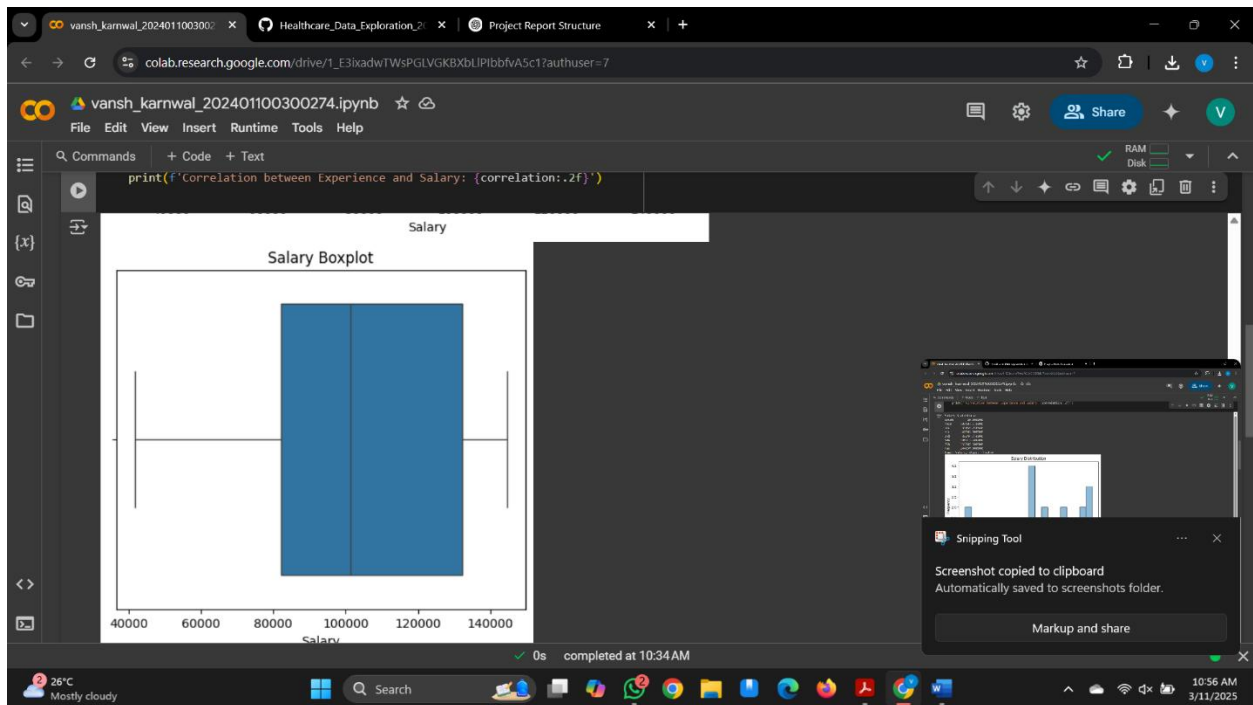 vansh_karnwal_2024011003002
Healthcare_Data_Exploration_2
Project Report Structure
colab.research.google.com/drive/1_E3ixadwTWsPGLVGKBXbLlPIbbfvA5c1?authuser=7
vansh_karnwal_202401100300274.ipynb
File Edit View Insert Runtime Tools Help
Share
V
Commands + Code + Text
RAM
Disk
print(f'Correlation between Experience and Salary: {correlation:.2f}')
Salary
Salary Boxplot
40000 60000 80000 100000 120000 140000
Salary
Salary Distribution
Snipping Tool
Screenshot copied to clipboard
Automatically saved to screenshots folder.
Markup and share
0s completed at 10:34 AM
26°C
Mostly cloudy
Search
10:56 AM
3/11/2025